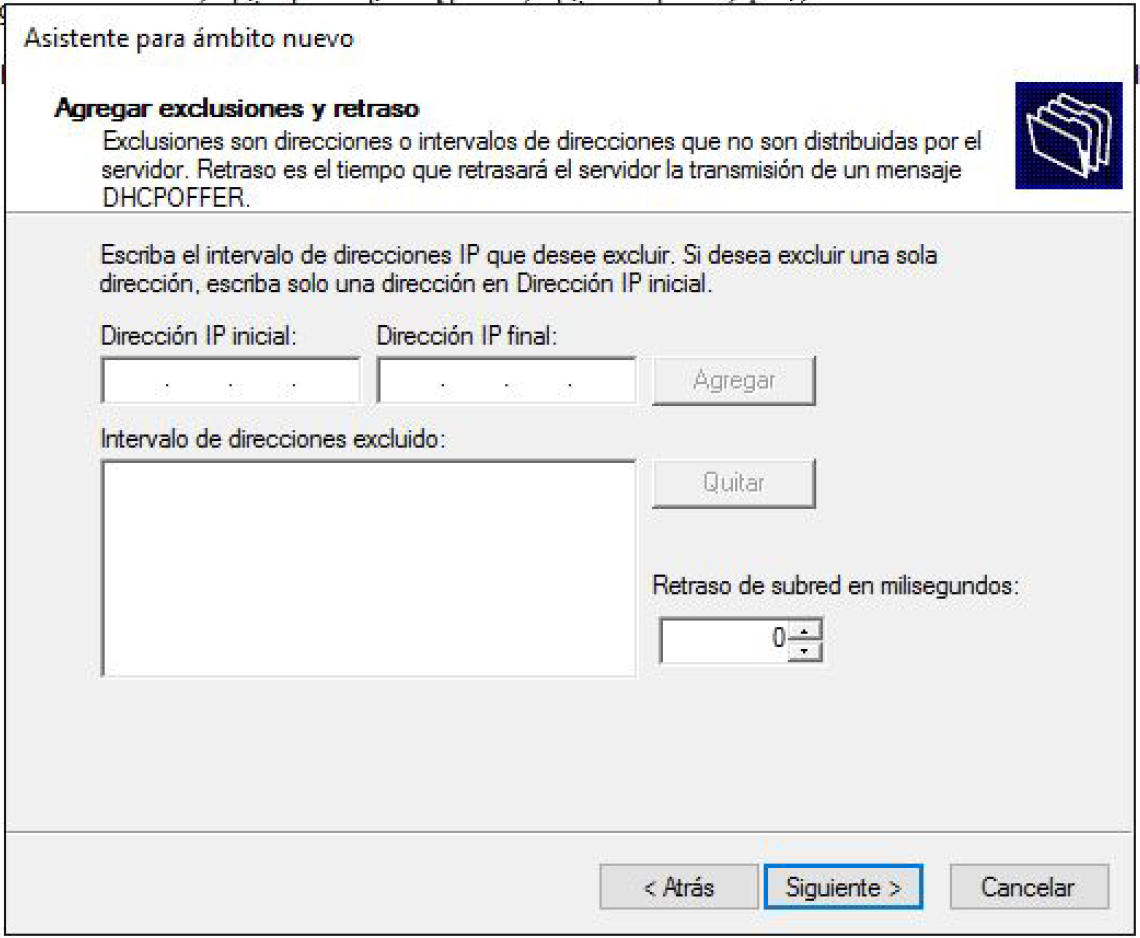 Asistente para ámbito nuevo
Agregar exclusiones y retraso
Exclusiones son direcciones o intervalos de direcciones que no son distribuidas por el
servidor. Retraso es el tiempo que retrasará el servidor la transmisión de un mensaje
DHCPOFFER.
Escriba el intervalo de direcciones IP que desee excluir. Si desea excluir una sola
dirección, escriba solo una dirección en Dirección IP inicial.
Dirección IP inicial: Dirección IP final:
. . . . . . Agregar
Intervalo de direcciones excluido:
Quitar
Retraso de subred en milisegundos:
0
< Atrás Siguiente > Cancelar